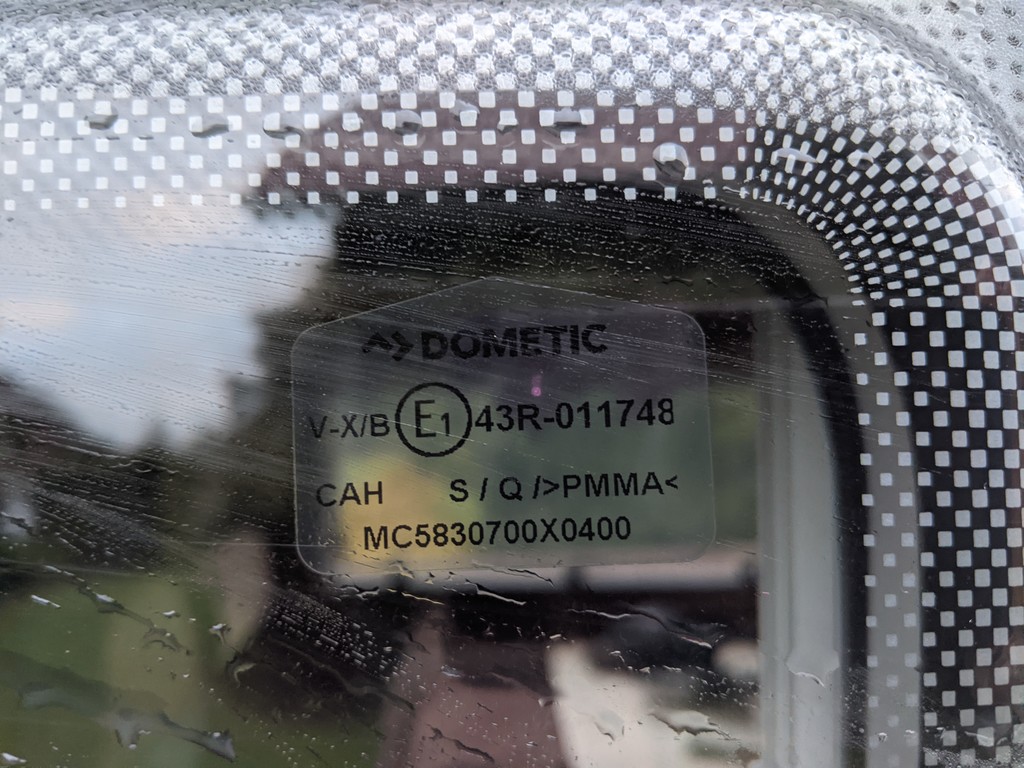 DOMETIC
V-X/B E1 43R-011748
CAH S / Q />PMMA<
MC5830700X0400